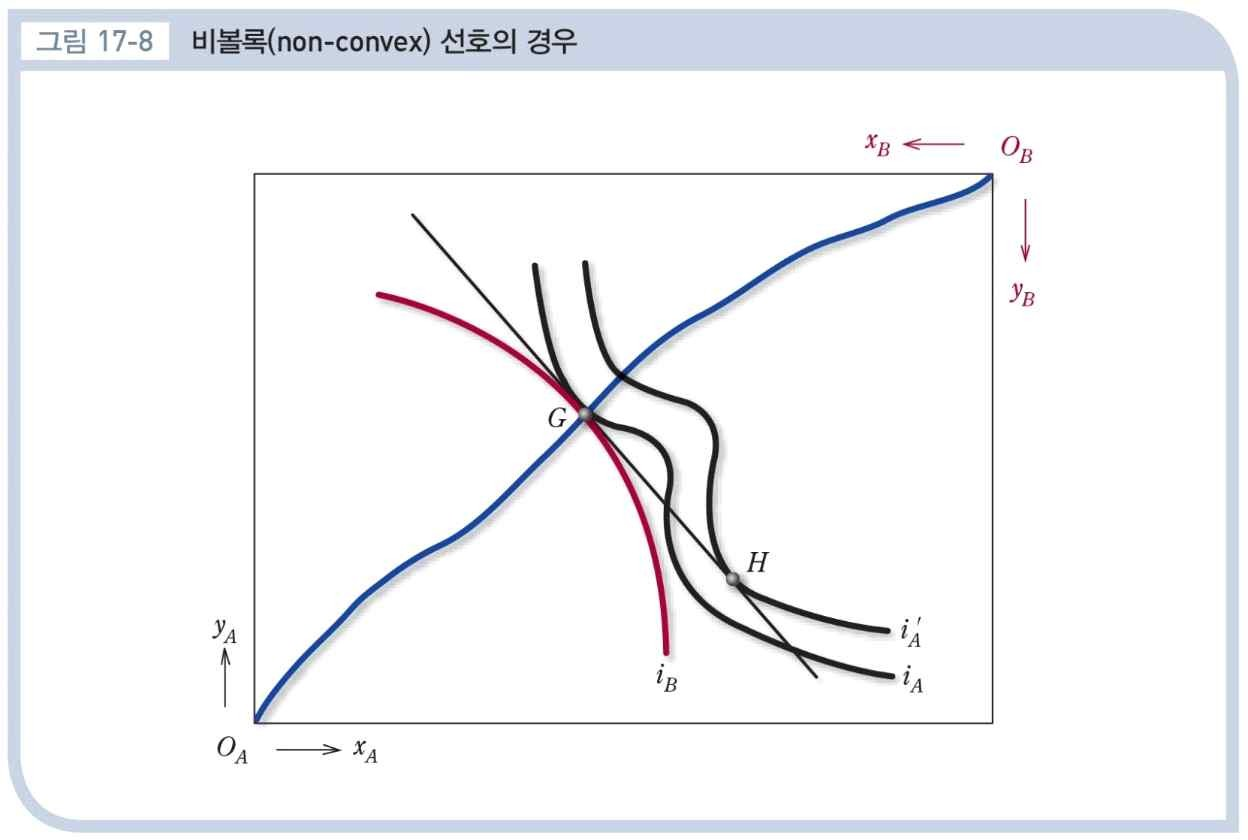 그림 17-8 비볼록(non-convex) 선호의 경우
x_B ← O_B
y_B
G
H
y_A
i_A′
i_B
i_A
O_A → x_A